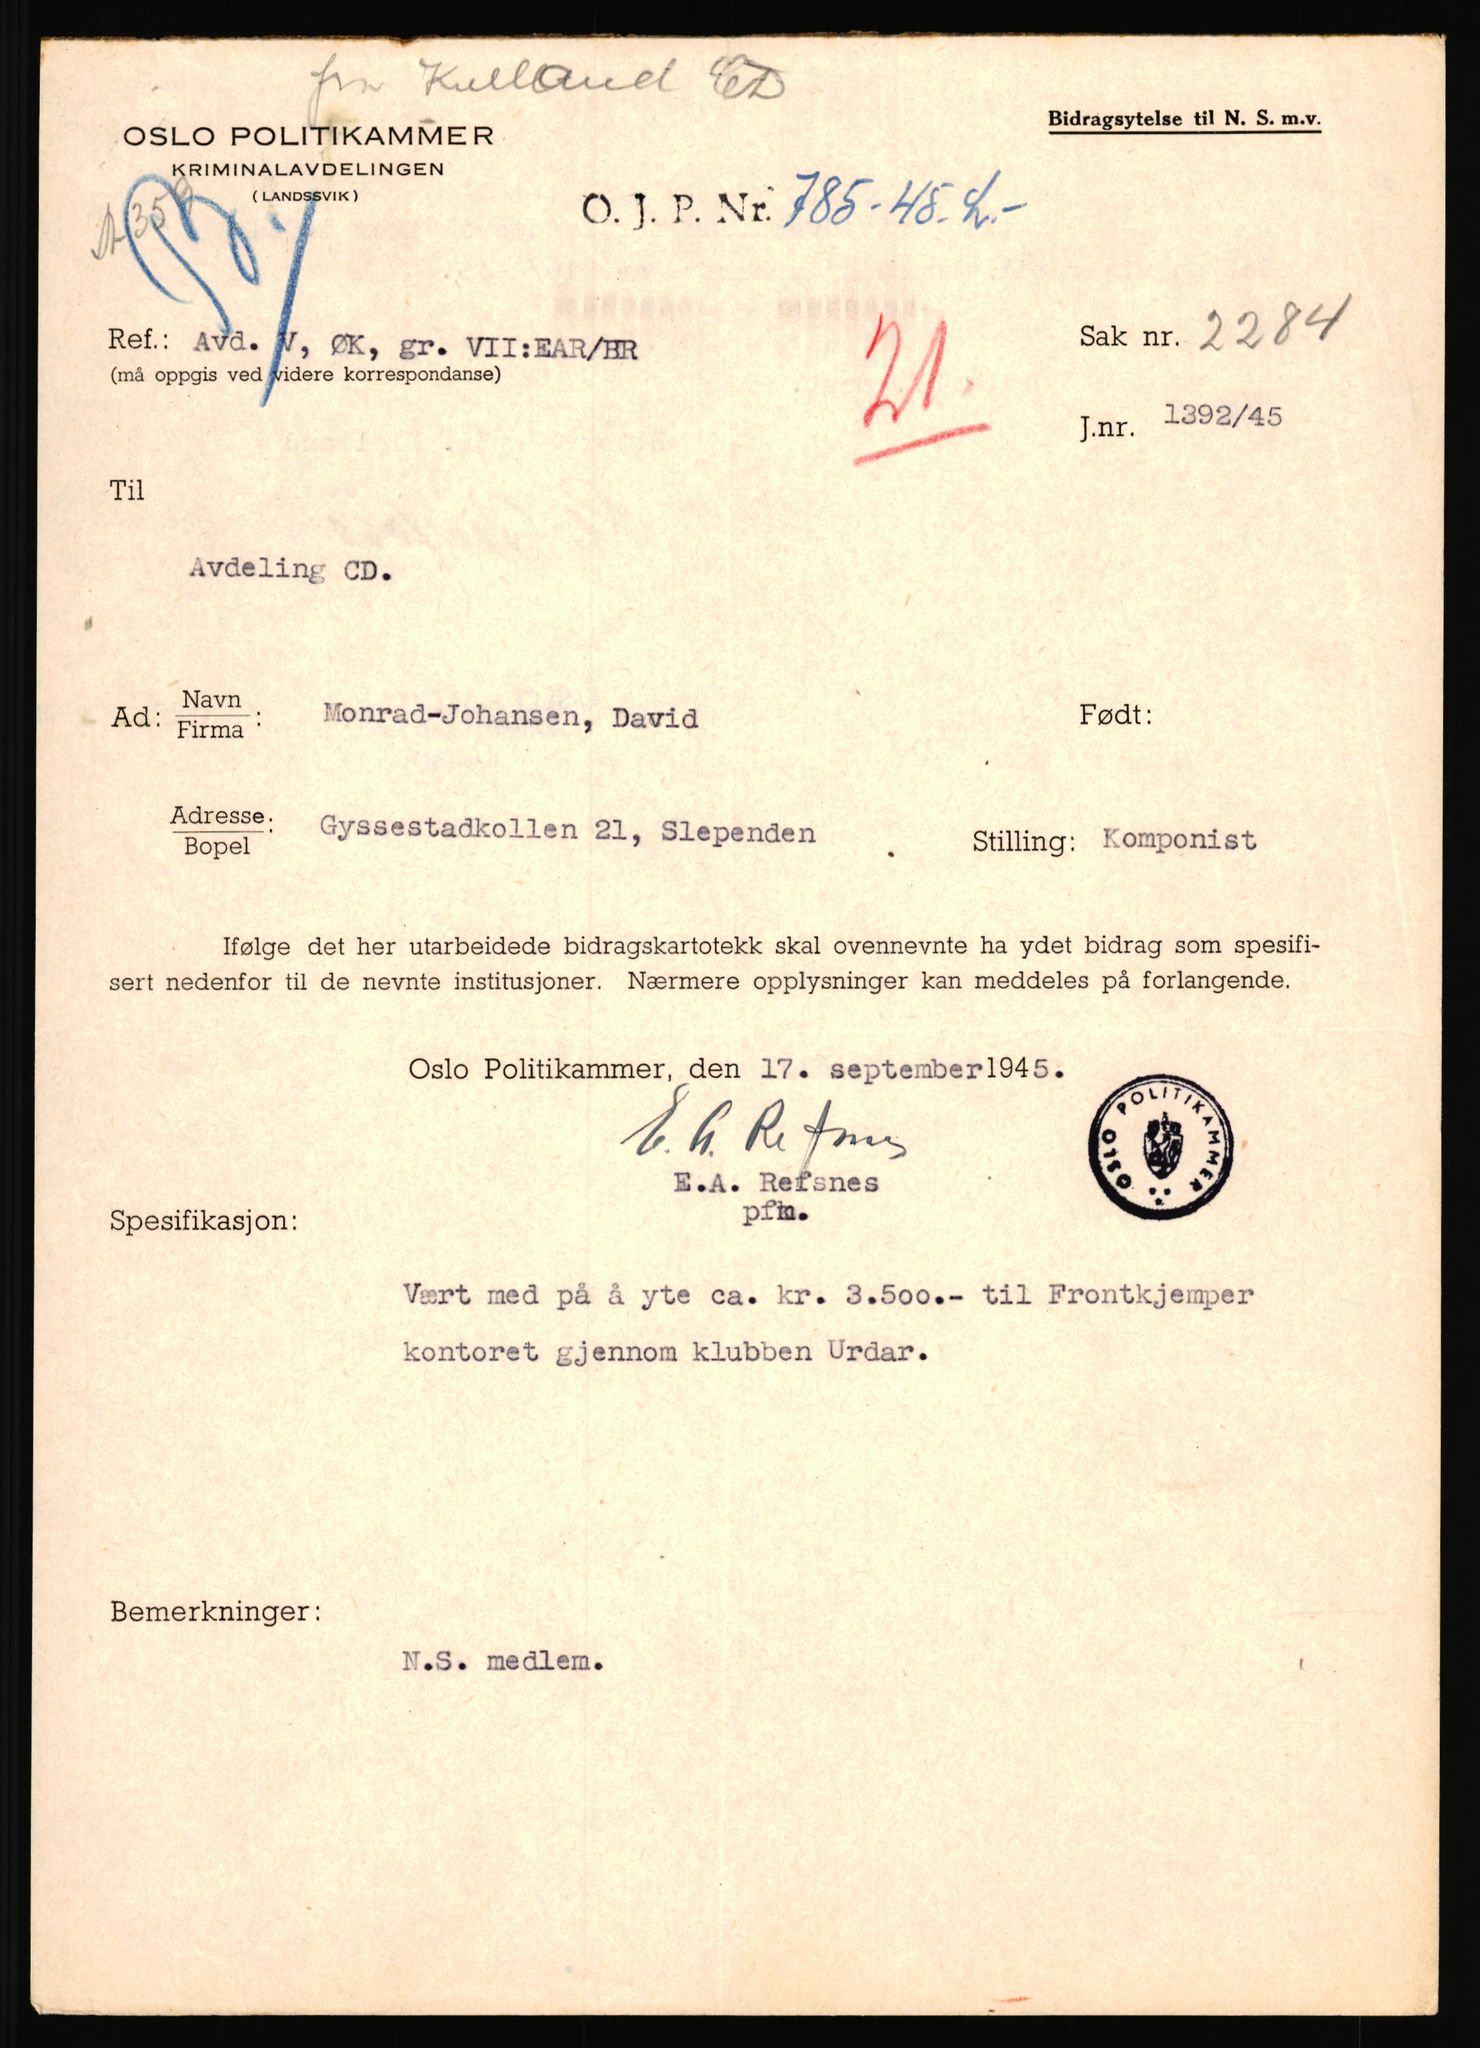 fra Kielland CD
OSLO POLITIKAMMER
KRIMINALAVDELINGEN
(LANDSSVIK)
Bidragsytelse til N. S. m.v.
O. J. P. Nr. 785-45.L.-
Ref.: Avd. V, ØK, gr. VII:EAR/BR
(må oppgis ved videre korrespondanse)
21.
Sak nr. 2284
J.nr. 1392/45
Til
Avdeling CD.
Ad: Navn
Firma : Monrad-Johansen, David Født:
Adresse:
Bopel Gyssestadkollen 21, Slependen Stilling: Komponist
Ifølge det her utarbeidede bidragskartotekk skal ovennevnte ha ydet bidrag som spesifi-
sert nedenfor til de nevnte institusjoner. Nærmere opplysninger kan meddeles på forlangende.
Oslo Politikammer, den 17. september 1945.
E. A. Refsnes
OSLO POLITIKAMMER
E.A. Refsnes
pfm.
Spesifikasjon:
Vært med på å yte ca. kr. 3.500.- til Frontkjemper
kontoret gjennom klubben Urdar.
Bemerkninger:
N.S. medlem.